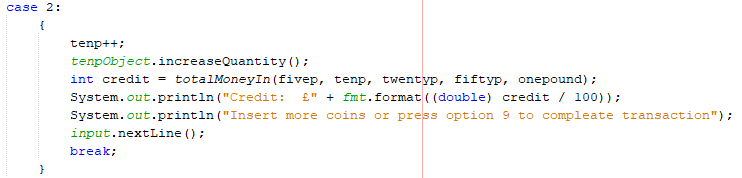 case 2:
{
tenp++;
tenpObject.increaseQuantity();
int credit = totalMoneyIn(fivep, tenp, twentyp, fiftyp, onepound);
System.out.println("Credit:  £" + fmt.format((double) credit / 100));
System.out.println("Insert more coins or press option 9 to compleate transaction");
input.nextLine();
break;
}